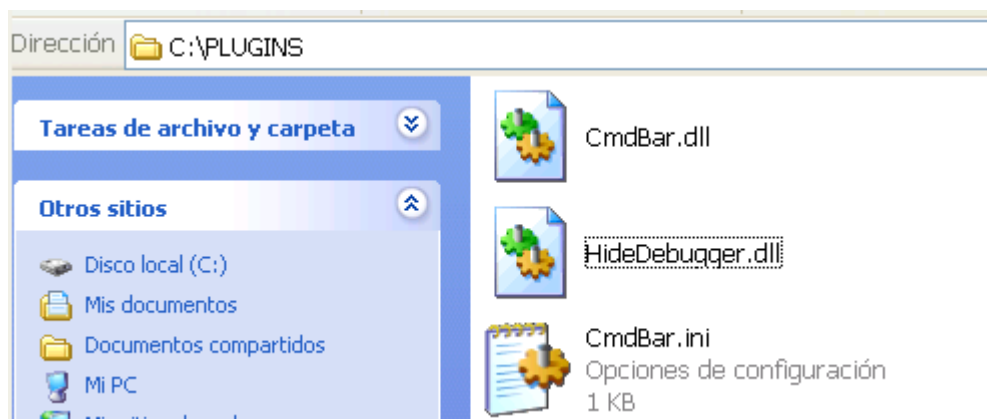 Dirección C:\PLUGINS
Tareas de archivo y carpeta
Otros sitios
Disco local (C:)
Mis documentos
Documentos compartidos
Mi PC
CmdBar.dll
HideDebugger.dll
CmdBar.ini
Opciones de configuración
1 KB